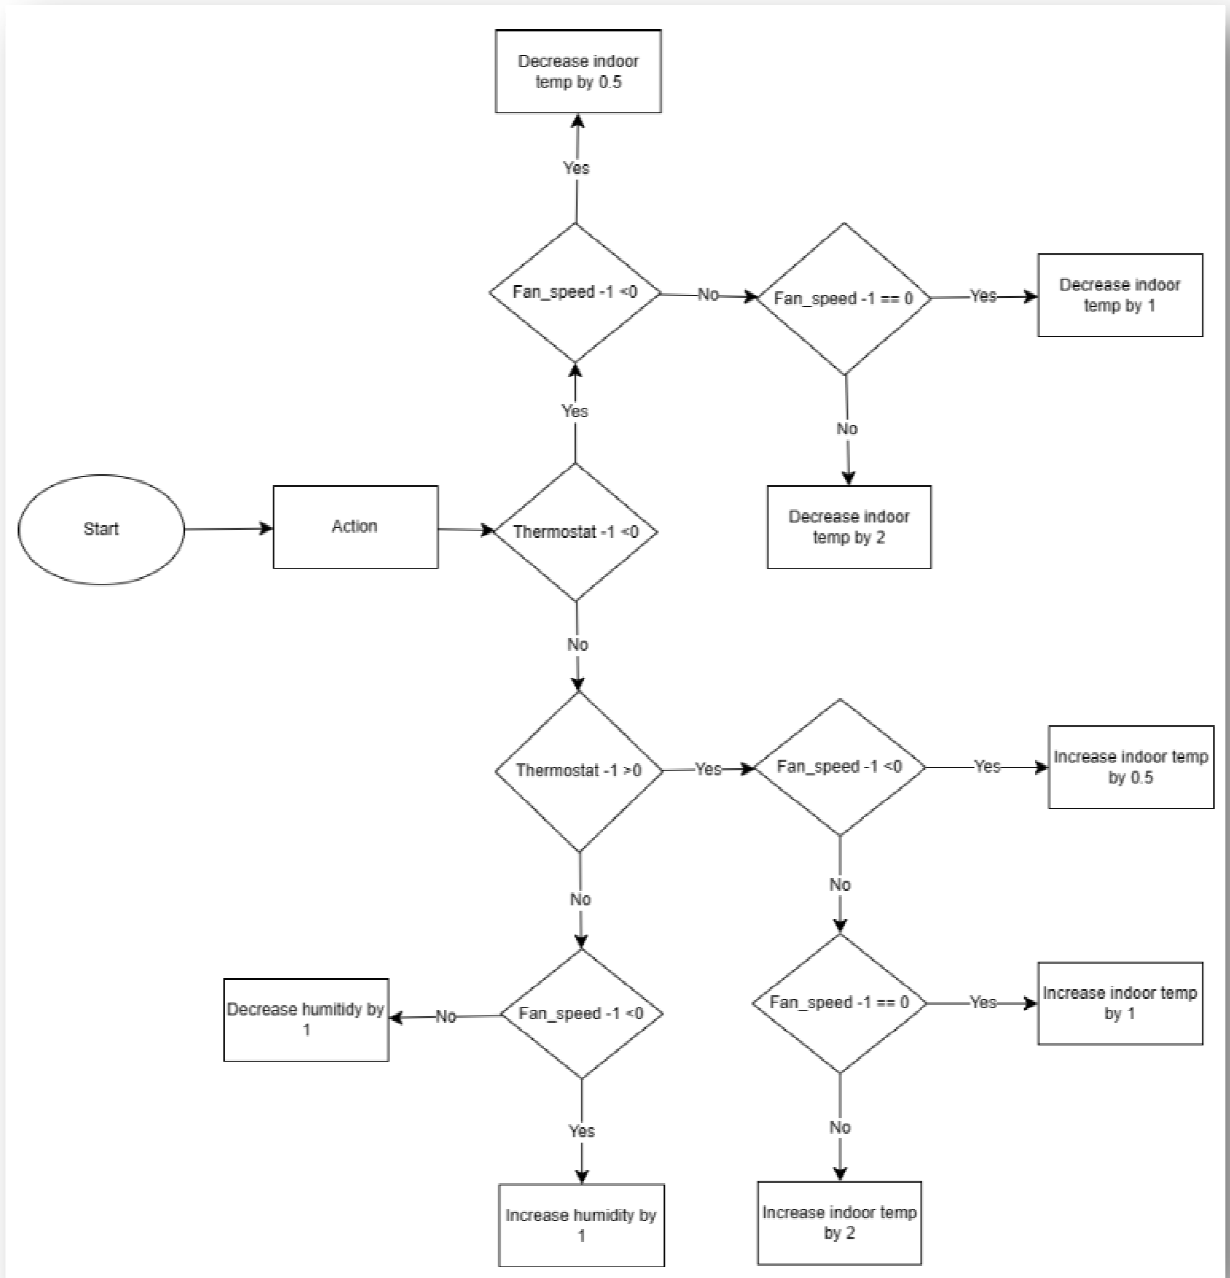 Decrease indoor
temp by 0.5
Yes
Fan_speed -1 <0
No
Fan_speed -1 == 0
Yes
Decrease indoor
temp by 1
Yes
No
Start
Action
Thermostat -1 <0
Decrease indoor
temp by 2
No
Thermostat -1 >0
Yes
Fan_speed -1 <0
Yes
Increase indoor temp
by 0.5
No
No
Decrease humitidy by
1
No
Fan_speed -1 <0
Fan_speed -1 == 0
Yes
Increase indoor temp
by 1
Yes
No
Increase humidity by
1
Increase indoor temp
by 2